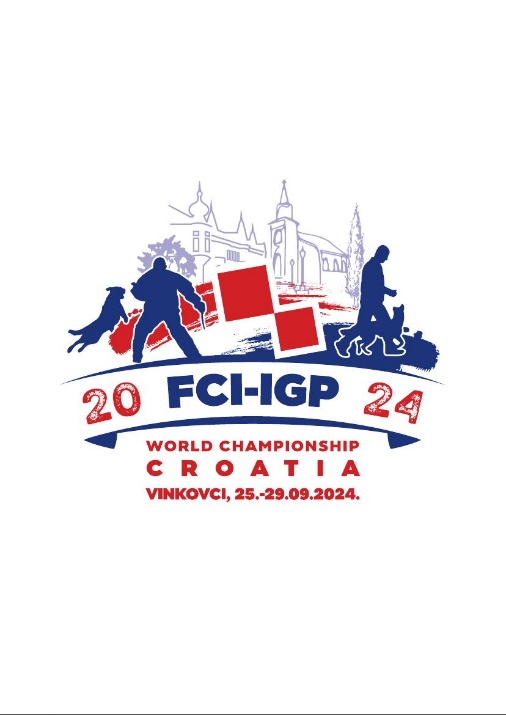 20 FCI-IGP 24
WORLD CHAMPIONSHIP
CROATIA
VINKOVCI, 25.-29.09.2024.